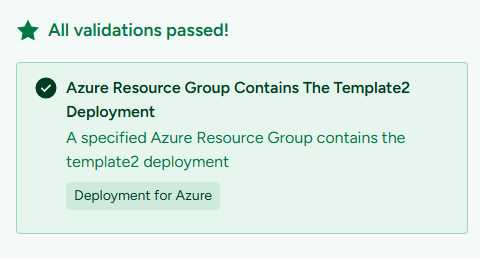 All validations passed!
Azure Resource Group Contains The Template2
Deployment
A specified Azure Resource Group contains the
template2 deployment
Deployment for Azure